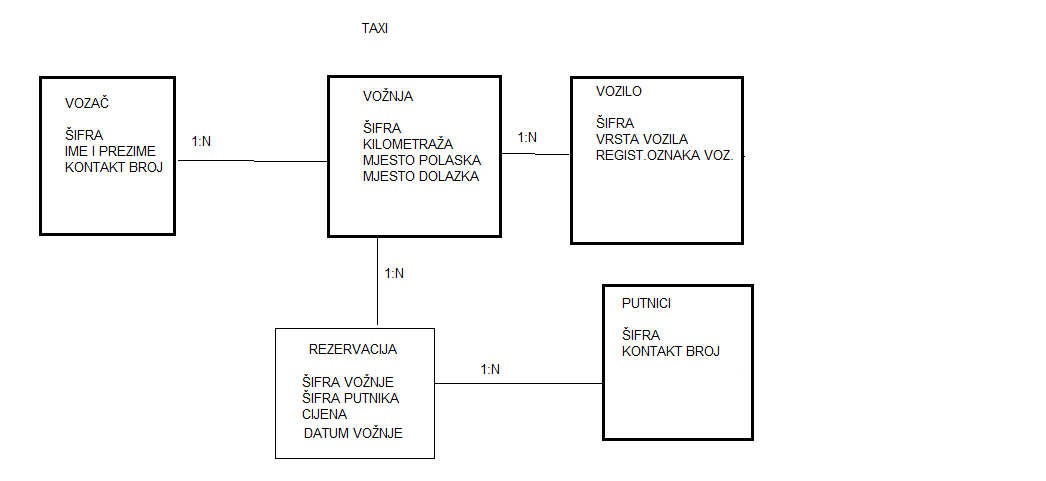 TAXI
VOZAČ
ŠIFRA
IME I PREZIME
KONTAKT BROJ
1:N
VOŽNJA
ŠIFRA
KILOMETRAŽA
MJESTO POLASKA
MJESTO DOLAZKA
1:N
VOZILO
ŠIFRA
VRSTA VOZILA
REGIST.OZNAKA VOZ.
1:N
REZERVACIJA
ŠIFRA VOŽNJE
ŠIFRA PUTNIKA
CIJENA
DATUM VOŽNJE
1:N
PUTNICI
ŠIFRA
KONTAKT BROJ